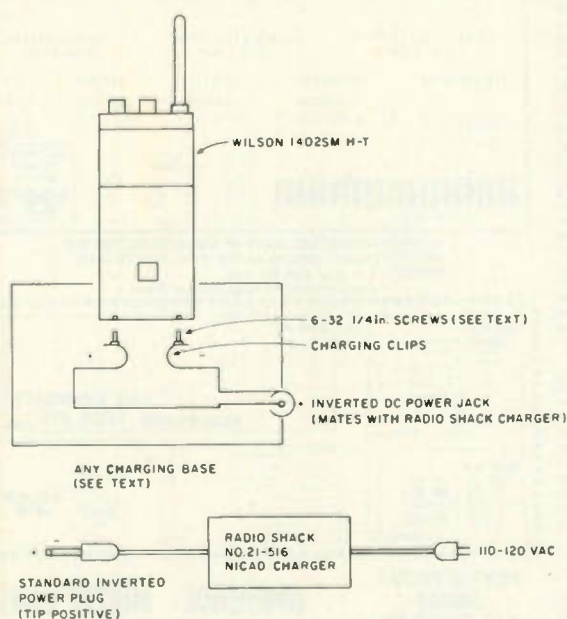 WILSON 1402SM H-T
6-32 1/4in. SCREWS (SEE TEXT)
CHARGING CLIPS
INVERTED DC POWER JACK
(MATES WITH RADIO SHACK CHARGER)
ANY CHARGING BASE
(SEE TEXT)
RADIO SHACK
NO. 21-516
NICAD CHARGER
110-120 VAC
STANDARD INVERTED
POWER PLUG
(TIP POSITIVE)